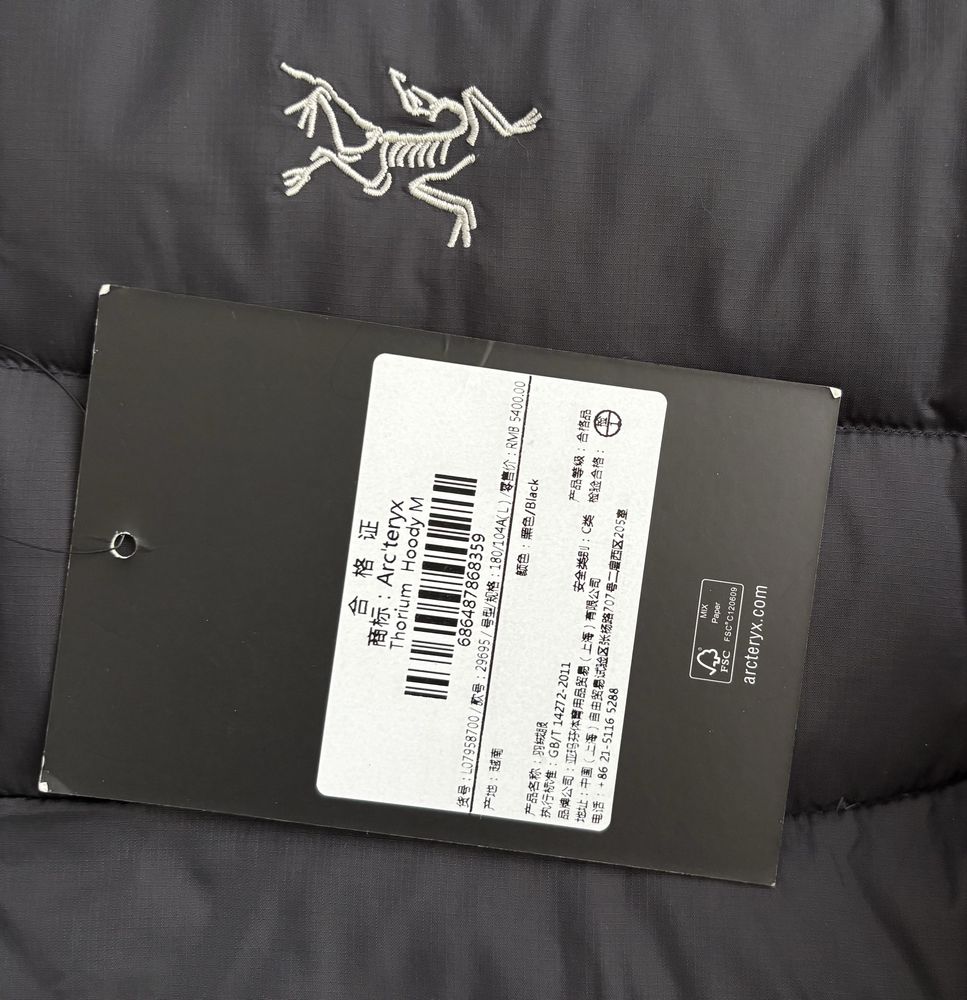 合 格 证
商标：Arc'teryx
Thorium Hoody M
686487868359
货号：L07958700 / 款号：29695 / 号型/规格：180/104A(L) / 零售价：RMB 5400.00
产地：越南
颜色：黑色/Black
产品名称：羽绒服
执行标准：GB/T 14272-2011
安全类别：C类
产品等级：合格品
品牌公司：亚玛芬体育用品贸易（上海）有限公司
检验合格：
检
1
地址：中国（上海）自由贸易试验区张杨路707号二层西区205室
电话：+86 21-5116 5288
FSC
MIX
Paper
FSC® C120609
arcteryx.com